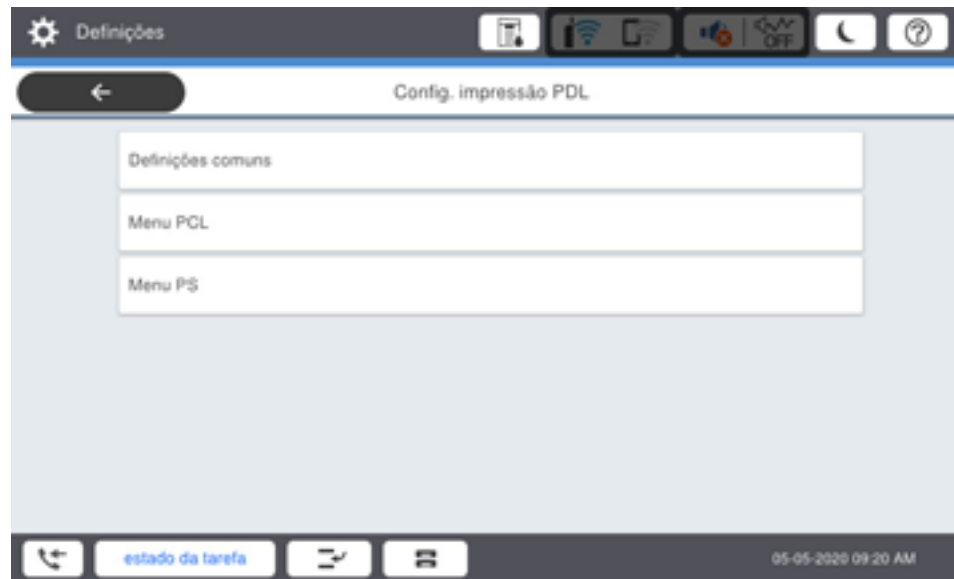 Definições
OFF
Config. impressão PDL
Definições comuns
Menu PCL
Menu PS
estado da tarefa
05-05-2020 09:20 AM